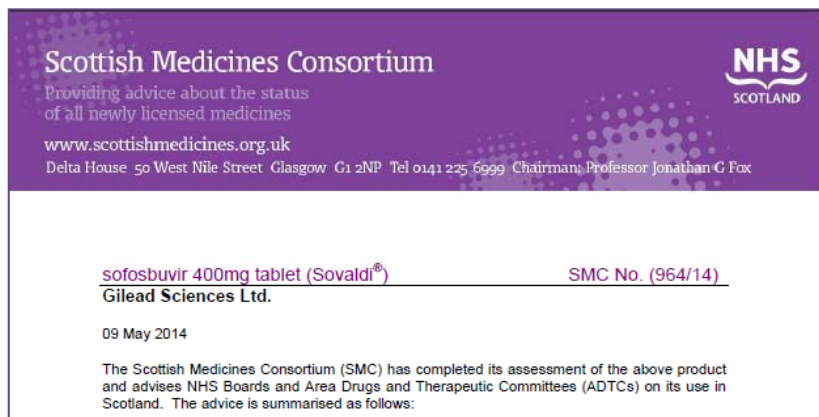 Scottish Medicines Consortium
Providing advice about the status
of all newly licensed medicines
www.scottishmedicines.org.uk
Delta House 50 West Nile Street Glasgow G1 2NP Tel 0141 225 6999 Chairman: Professor Jonathan G Fox
NHS
SCOTLAND
sofosbuvir 400mg tablet (Sovaldi®) SMC No. (964/14)
Gilead Sciences Ltd.
09 May 2014
The Scottish Medicines Consortium (SMC) has completed its assessment of the above product
and advises NHS Boards and Area Drugs and Therapeutic Committees (ADTCs) on its use in
Scotland. The advice is summarised as follows: